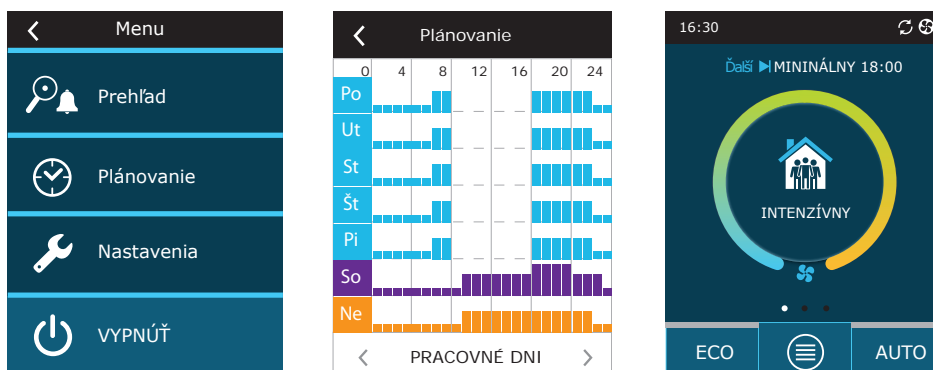 Menu
Prehľad
Plánovanie
Nastavenia
VYPNÚŤ
Plánovanie
0 4 8 12 16 20 24
Po
Ut
St
Št
Pi
So
Ne
PRACOVNÉ DNI
16:30
Ďalší MININÁLNY 18:00
INTENZÍVNY
ECO AUTO